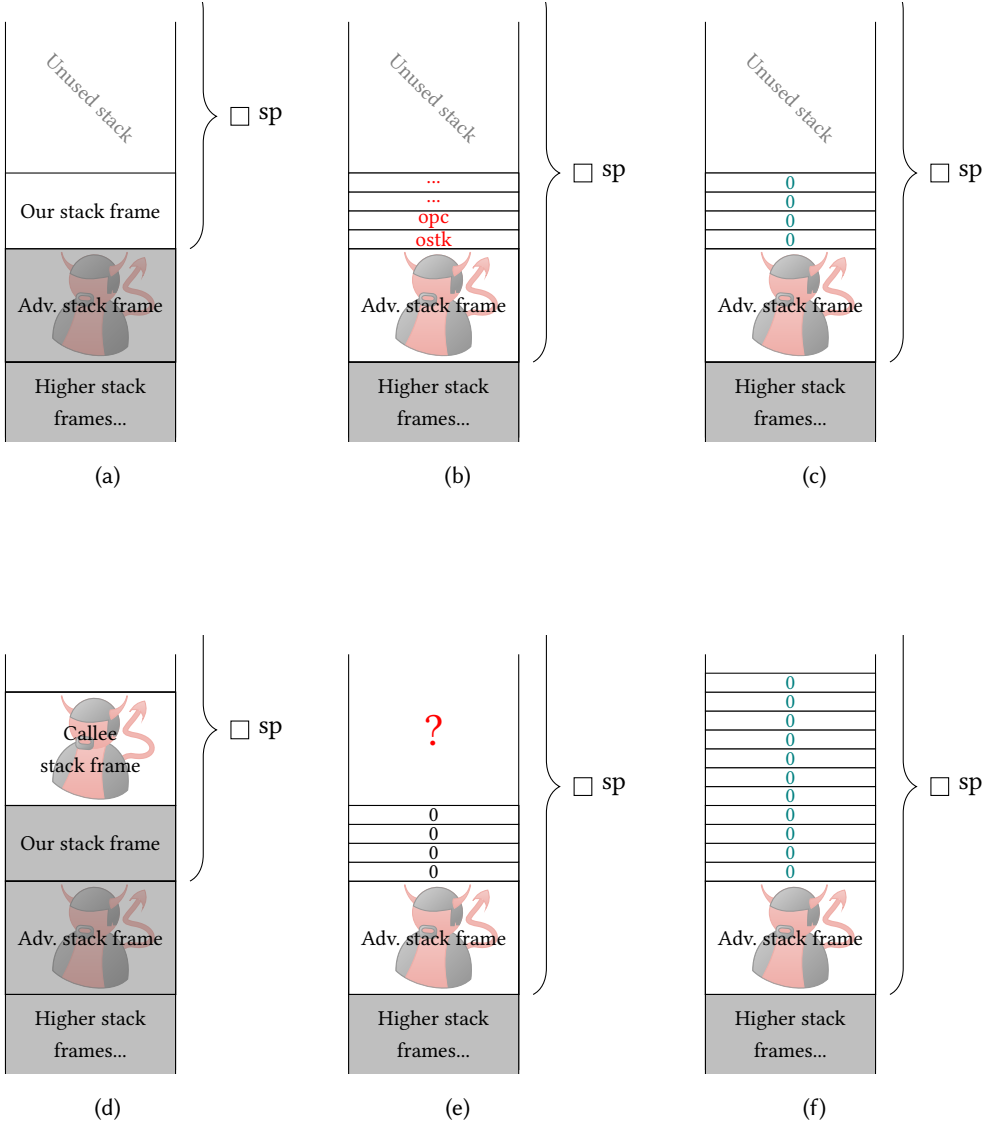 Unused stack
□ sp
Our stack frame
Adv. stack frame
Higher stack
frames...
(a)
Unused stack
□ sp
...
...
opc
ostk
Adv. stack frame
Higher stack
frames...
(b)
Unused stack
□ sp
0
0
0
0
Adv. stack frame
Higher stack
frames...
(c)
Callee
stack frame
□ sp
Our stack frame
Adv. stack frame
Higher stack
frames...
(d)
?
□ sp
0
0
0
0
Adv. stack frame
Higher stack
frames...
(e)
0
0
0
0
0
0
□ sp
0
0
0
0
0
Adv. stack frame
Higher stack
frames...
(f)